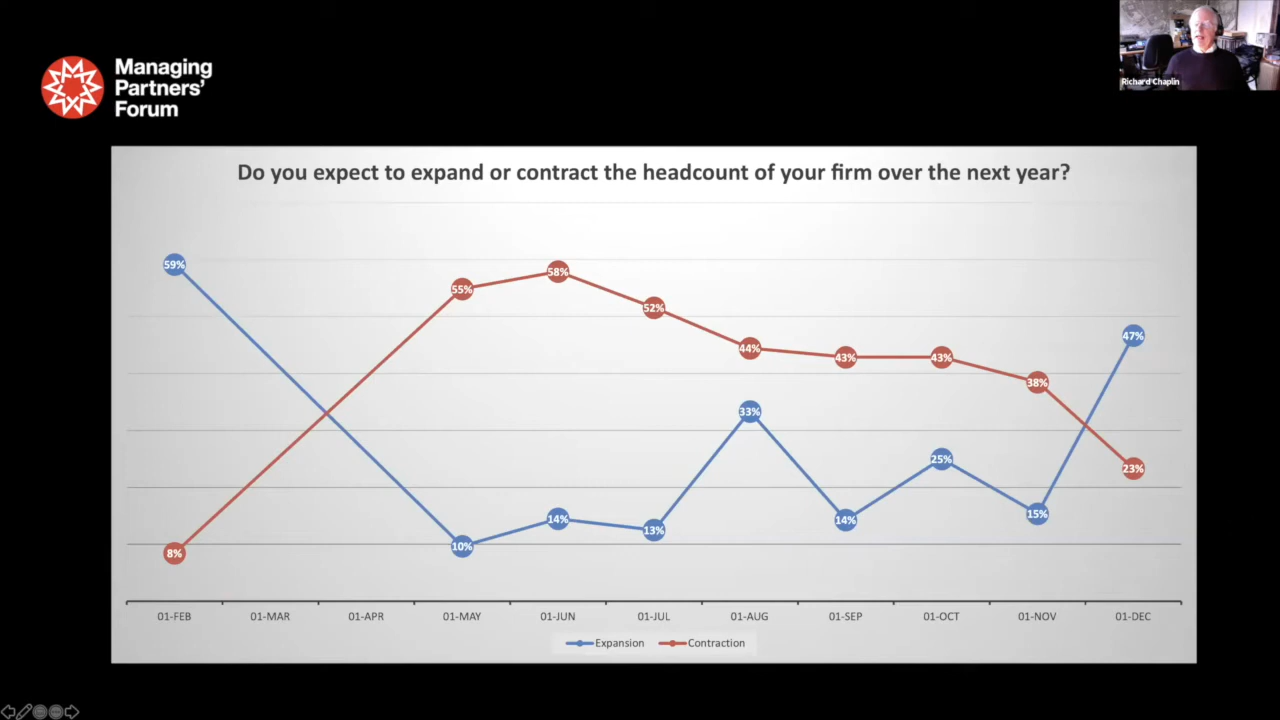 Managing
Partners'
Forum
Richard Chaplin
Do you expect to expand or contract the headcount of your firm over the next year?
59%
58%
55%
52%
47%
44%
43%
43%
38%
33%
25%
23%
14%
14%
15%
13%
10%
8%
01-FEB 01-MAR 01-APR 01-MAY 01-JUN 01-JUL 01-AUG 01-SEP 01-OCT 01-NOV 01-DEC
Expansion Contraction